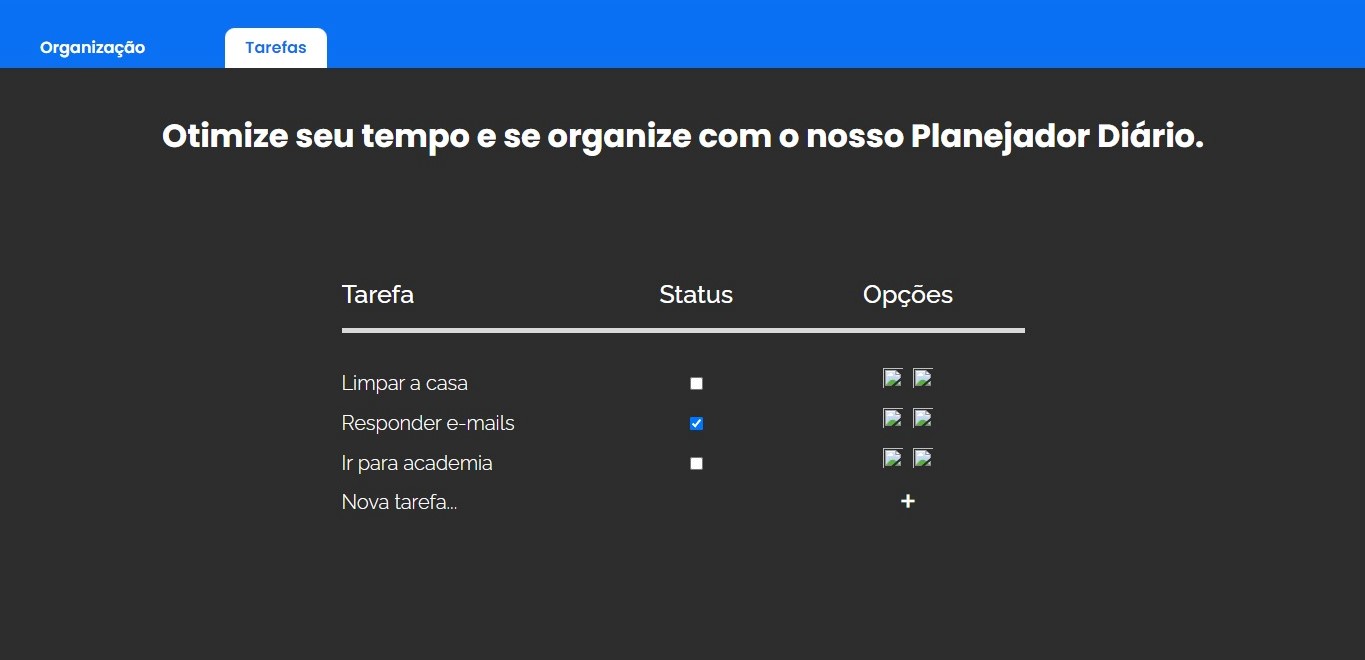 Organização
Tarefas
Otimize seu tempo e se organize com o nosso Planejador Diário.
Tarefa Status Opções
Limpar a casa
Responder e-mails
Ir para academia
Nova tarefa... +